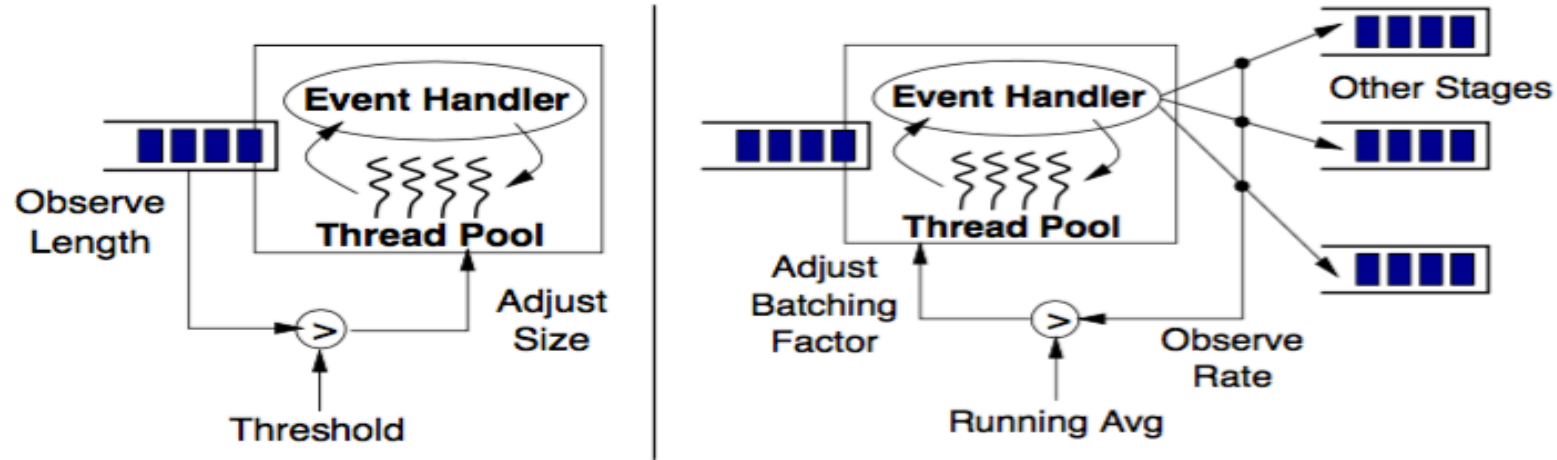 Event Handler
Thread Pool
Observe
Length
>
Adjust
Size
Threshold
Event Handler
Thread Pool
Other Stages
Adjust
Batching
Factor
>
Observe
Rate
Running Avg